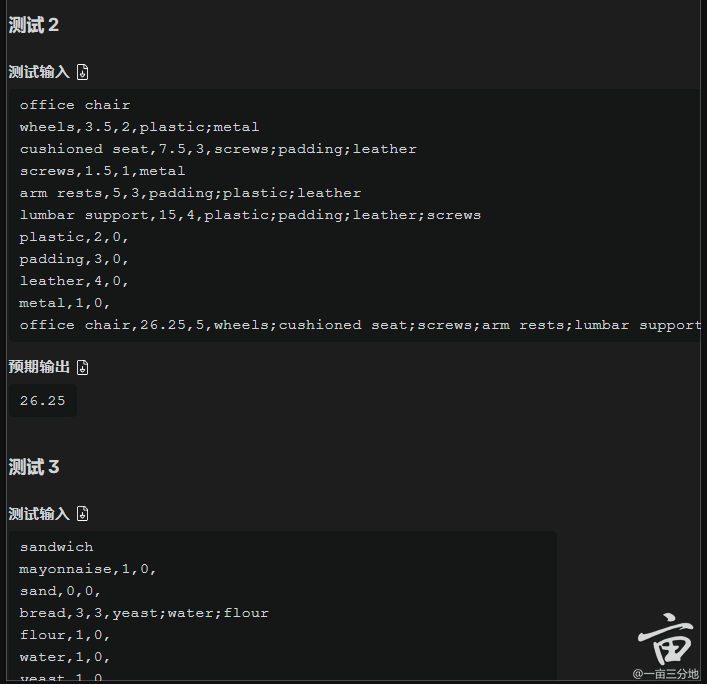 测试 2
测试输入
office chair
wheels,3.5,2,plastic;metal
cushioned seat,7.5,3,screws;padding;leather
screws,1.5,1,metal
arm rests,5,3,padding;plastic;leather
lumbar support,15,4,plastic;padding;leather;screws
plastic,2,0,
padding,3,0,
leather,4,0,
metal,1,0,
office chair,26.25,5,wheels;cushioned seat;screws;arm rests;lumbar support
预期输出
26.25
测试 3
测试输入
sandwich
mayonnaise,1,0,
sand,0,0,
bread,3,3,yeast;water;flour
flour,1,0,
water,1,0,
yeast,1,0
亩
@一亩三分地